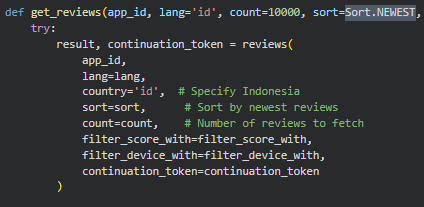 def get_reviews(app_id, lang='id', count=10000, sort=Sort.NEWEST,
try:
result, continuation_token = reviews(
app_id,
lang=lang,
country='id',  # Specify Indonesia
sort=sort,     # Sort by newest reviews
count=count,   # Number of reviews to fetch
filter_score_with=filter_score_with,
filter_device_with=filter_device_with,
continuation_token=continuation_token
)